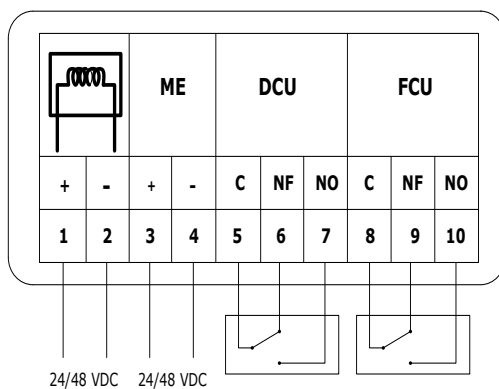 ME DCU FCU
+ - + - C NF NO C NF NO
1 2 3 4 5 6 7 8 9 10
24/48 VDC 24/48 VDC